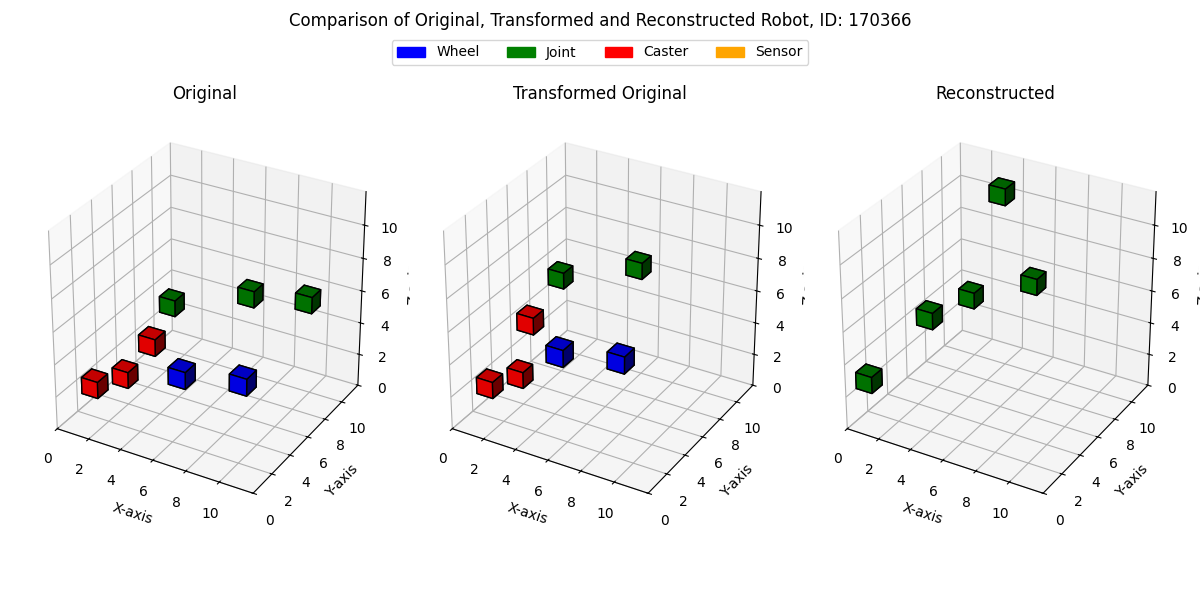 Comparison of Original, Transformed and Reconstructed Robot, ID: 170366
Wheel Joint Caster Sensor
Original
Transformed Original
Reconstructed
0 2 4 6 8 10
X-axis
0 2 4 6 8 10
Y-axis
0 2 4 6 8 10
0 2 4 6 8 10
X-axis
0 2 4 6 8 10
Y-axis
0 2 4 6 8 10
0 2 4 6 8 10
X-axis
0 2 4 6 8 10
Y-axis
0 2 4 6 8 10